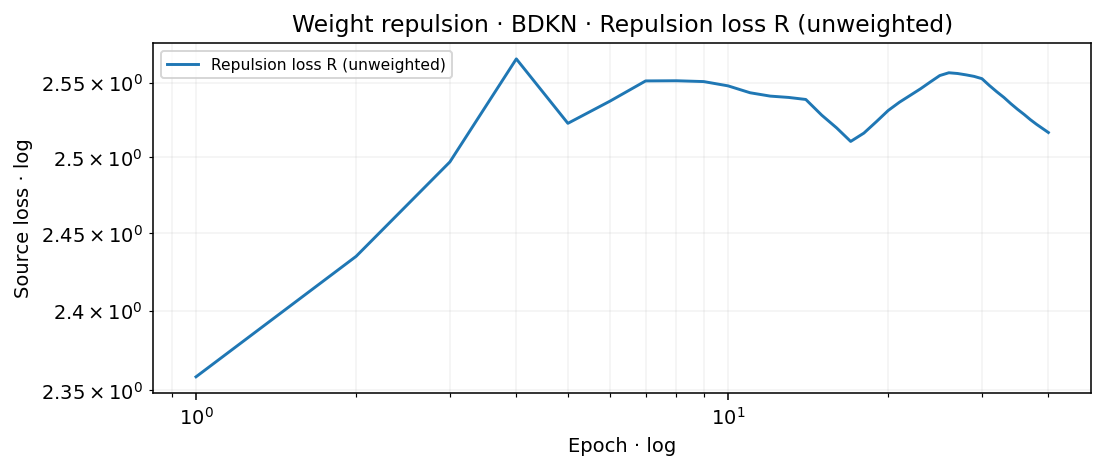 Weight repulsion · BDKN · Repulsion loss R (unweighted)
Repulsion loss R (unweighted)
Source loss · log
2.55 × 10⁰
2.5 × 10⁰
2.45 × 10⁰
2.4 × 10⁰
2.35 × 10⁰
10⁰ 10¹
Epoch · log